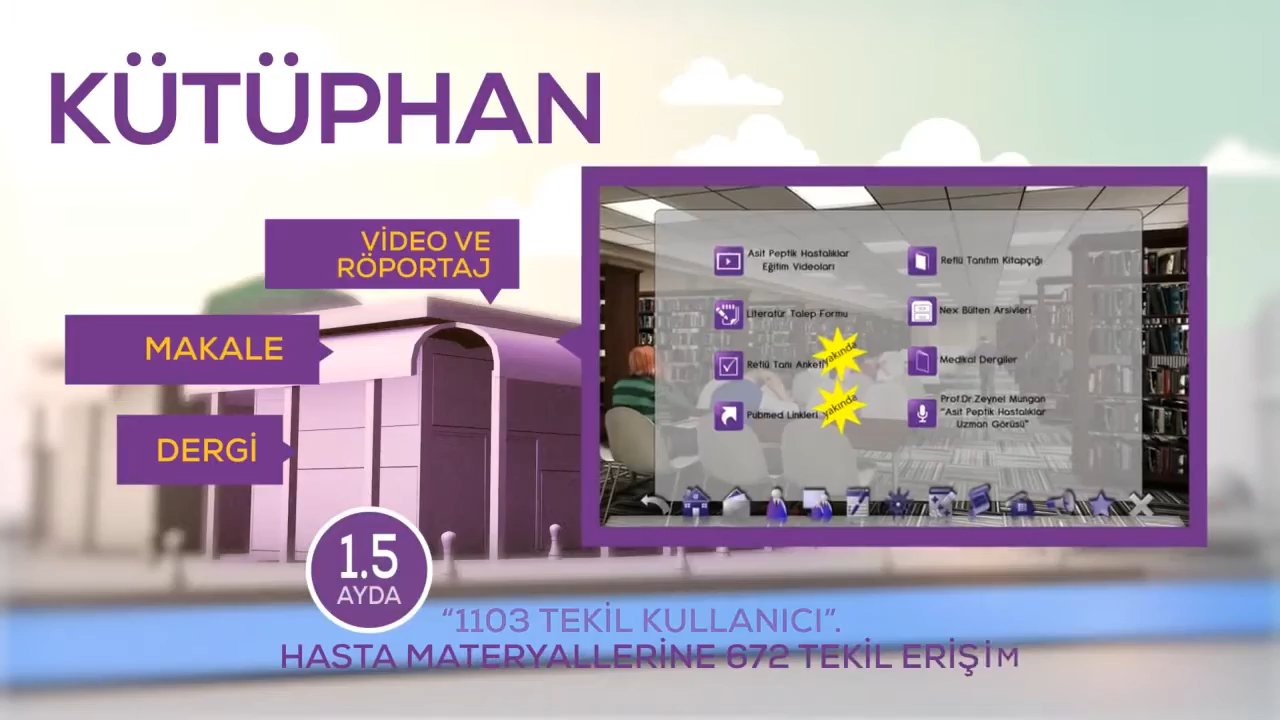 KÜTÜPHAN
VİDEO VE
RÖPORTAJ
MAKALE
DERGİ
Asit Peptik Hastalıklar
Eğitim Videoları
Literatür Talep Formu
Reflü Tanı Anketi
yakında
Pubmed Linkleri
yakında
Reflü Tanıtım Kitapçığı
Nex Bülten Arsivleri
Medikal Dergiler
Prof.Dr.Zeynel Mungan
"Asit Peptik Hastalıklar
Uzman Görüsü"
1.5
AYDA
“1103 TEKİL KULLANICI”.
HASTA MATERYALLERİNE 672 TEKİL ERİŞİM